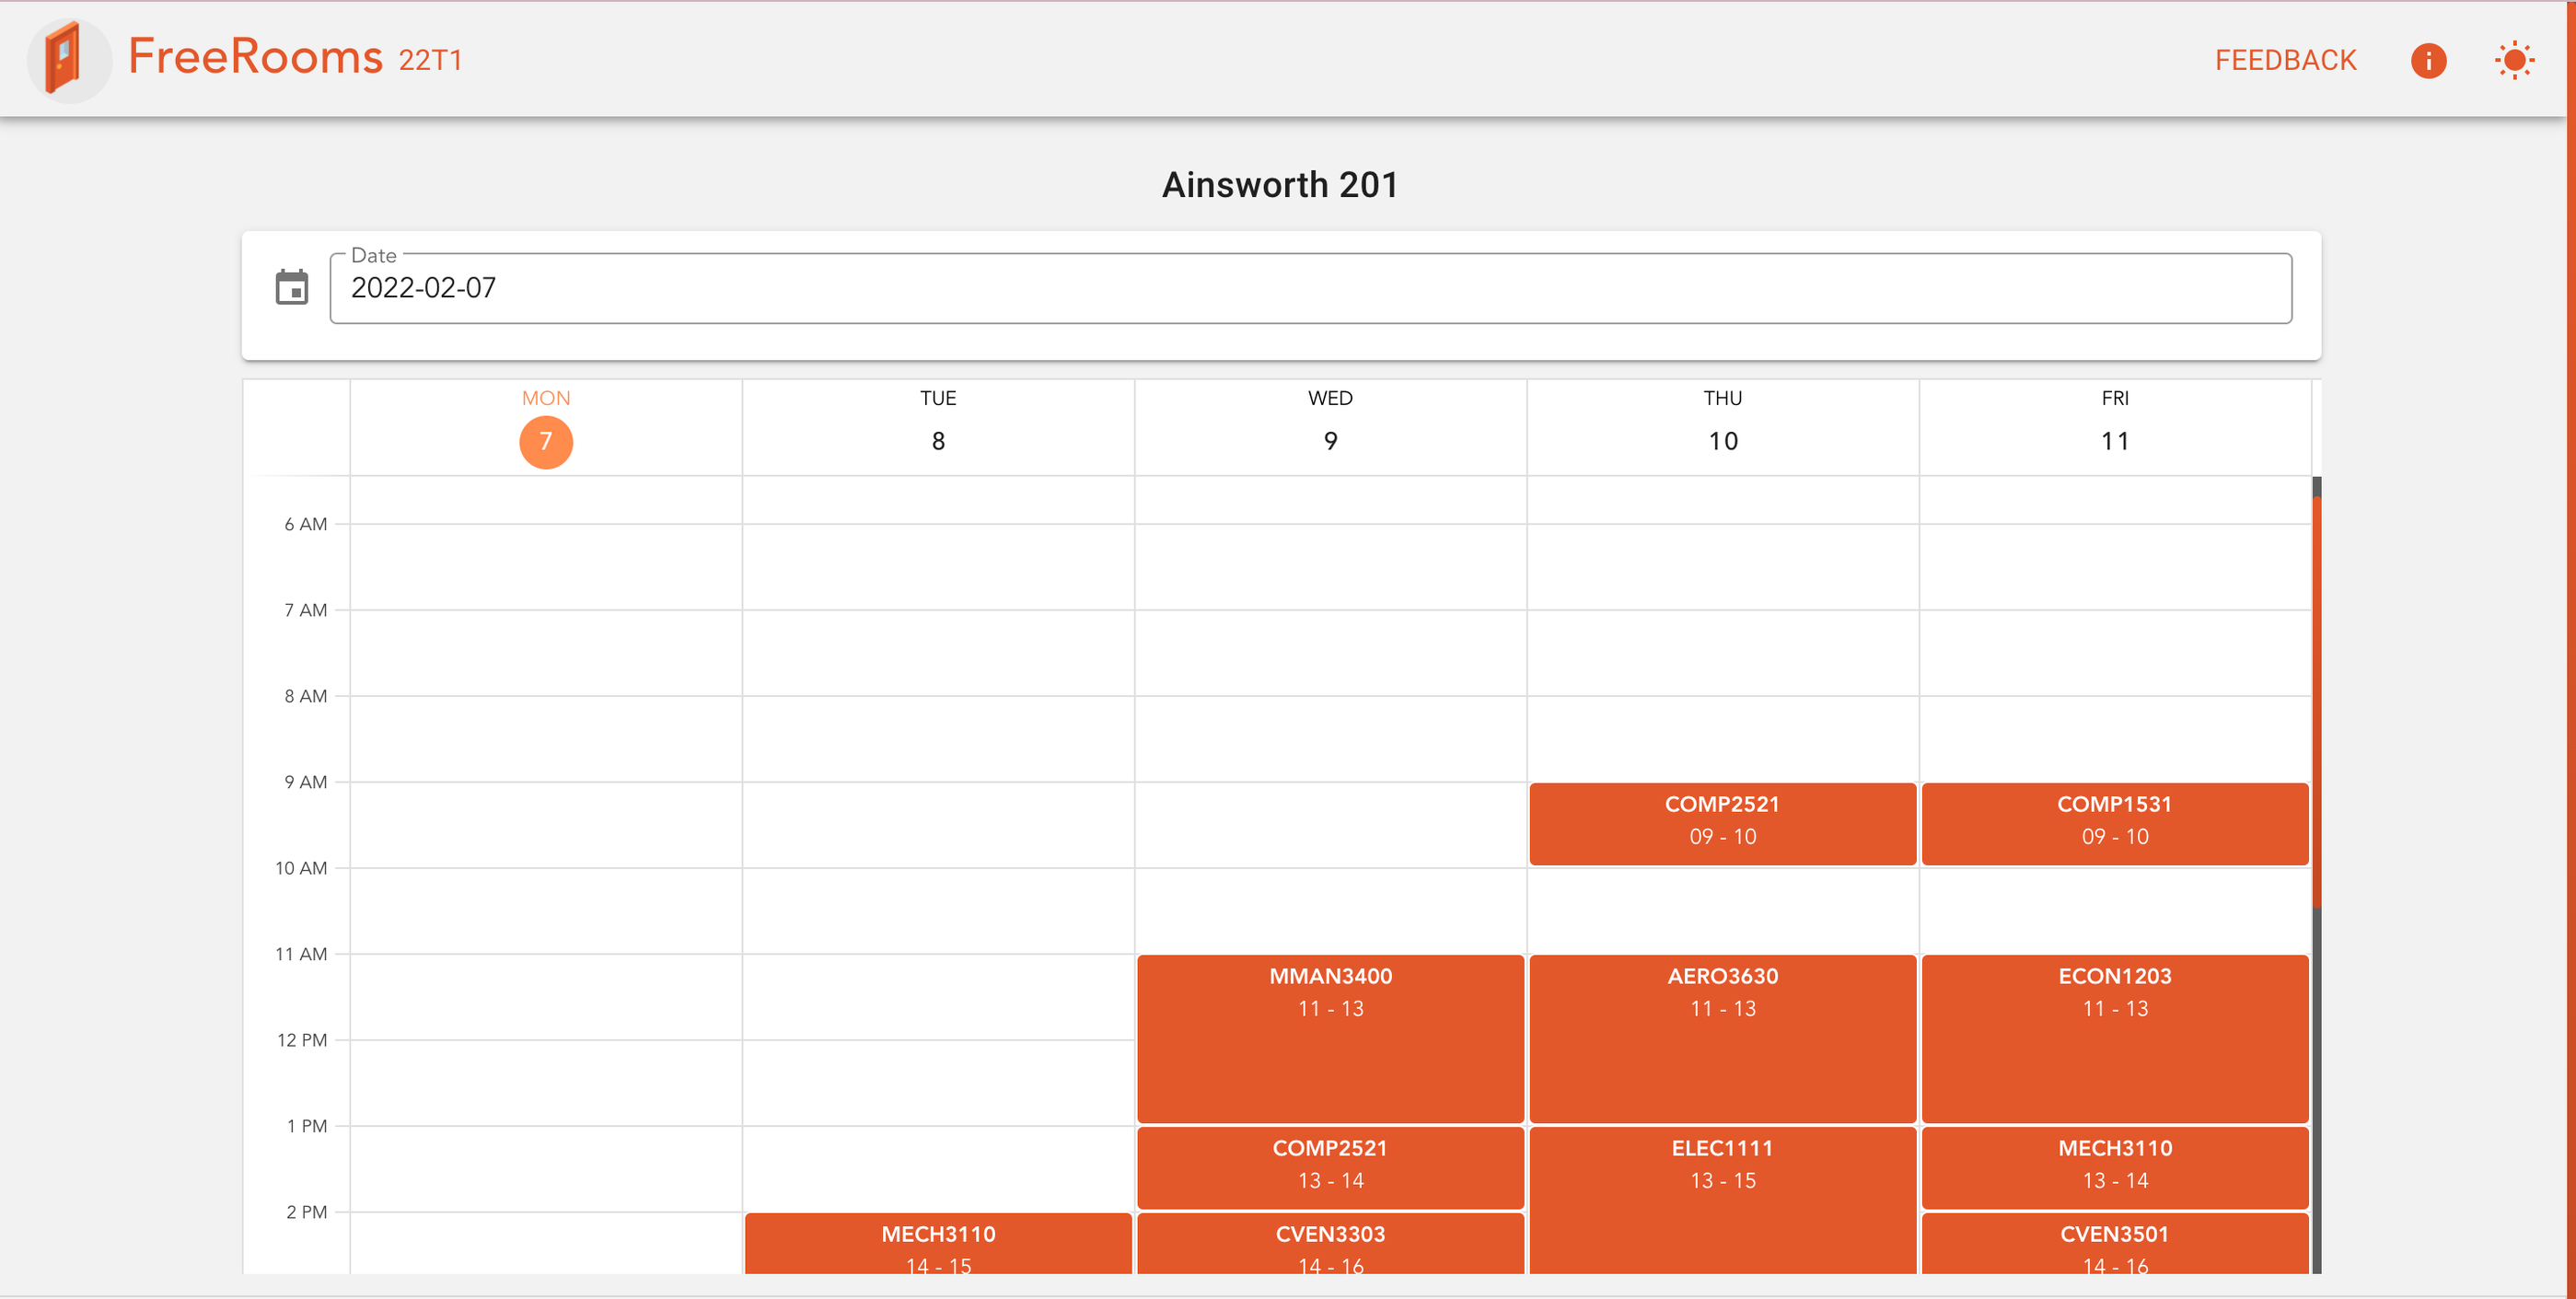 FreeRooms 22T1
FEEDBACK
Ainsworth 201
Date
2022-02-07
MON TUE WED THU FRI
7 8 9 10 11
6 AM
7 AM
8 AM
9 AM
COMP2521 COMP1531
09 - 10 09 - 10
10 AM
11 AM
MMAN3400 AERO3630 ECON1203
11 - 13 11 - 13 11 - 13
12 PM
1 PM
COMP2521 ELEC1111 MECH3110
13 - 14 13 - 15 13 - 14
2 PM
MECH3110 CVEN3303 CVEN3501
14 - 15 14 - 16 14 - 16